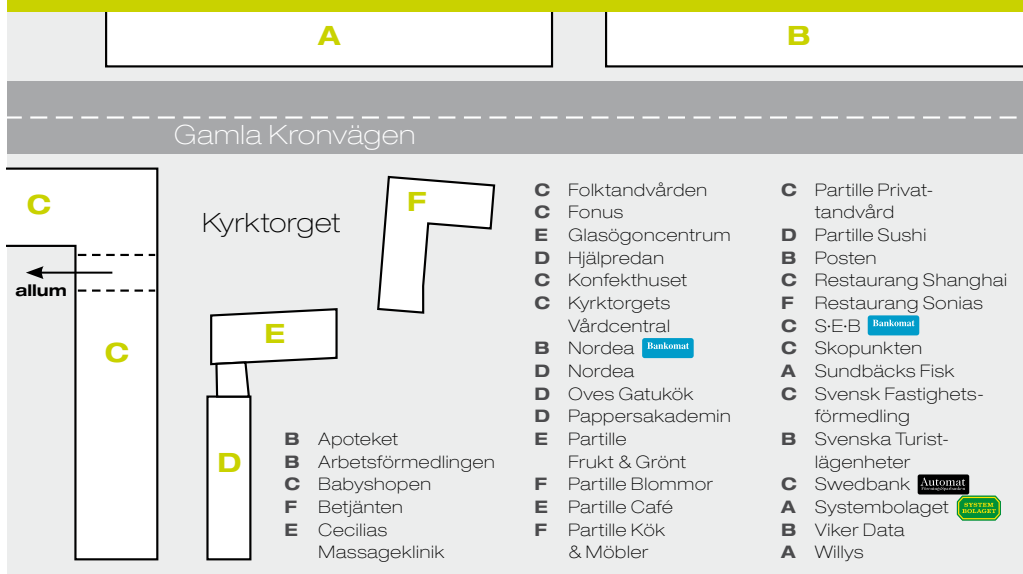 A
B
Gamla Kronvägen
C
Kyrktorget
F
allum
E
C
D
B Apoteket
B Arbetsförmedlingen
C Babyshopen
F Betjänten
E Cecilias
Massageklinik
C Folktandvården
C Fonus
E Glasögoncentrum
D Hjälpredan
C Konfekthuset
C Kyrktorgets
Vårdcentral
B Nordea Bankomat
D Nordea
D Oves Gatukök
D Pappersakademin
E Partille
Frukt & Grönt
F Partille Blommor
E Partille Café
F Partille Kök
& Möbler
C Partille Privat-
tandvård
D Partille Sushi
B Posten
C Restaurang Shanghai
F Restaurang Sonias
C S·E·B Bankomat
C Skopunkten
A Sundbäcks Fisk
C Svensk Fastighets-
förmedling
B Svenska Turist-
lägenheter
C Swedbank Automat
A Systembolaget SYSTEM
BOLAGET
B Viker Data
A Willys